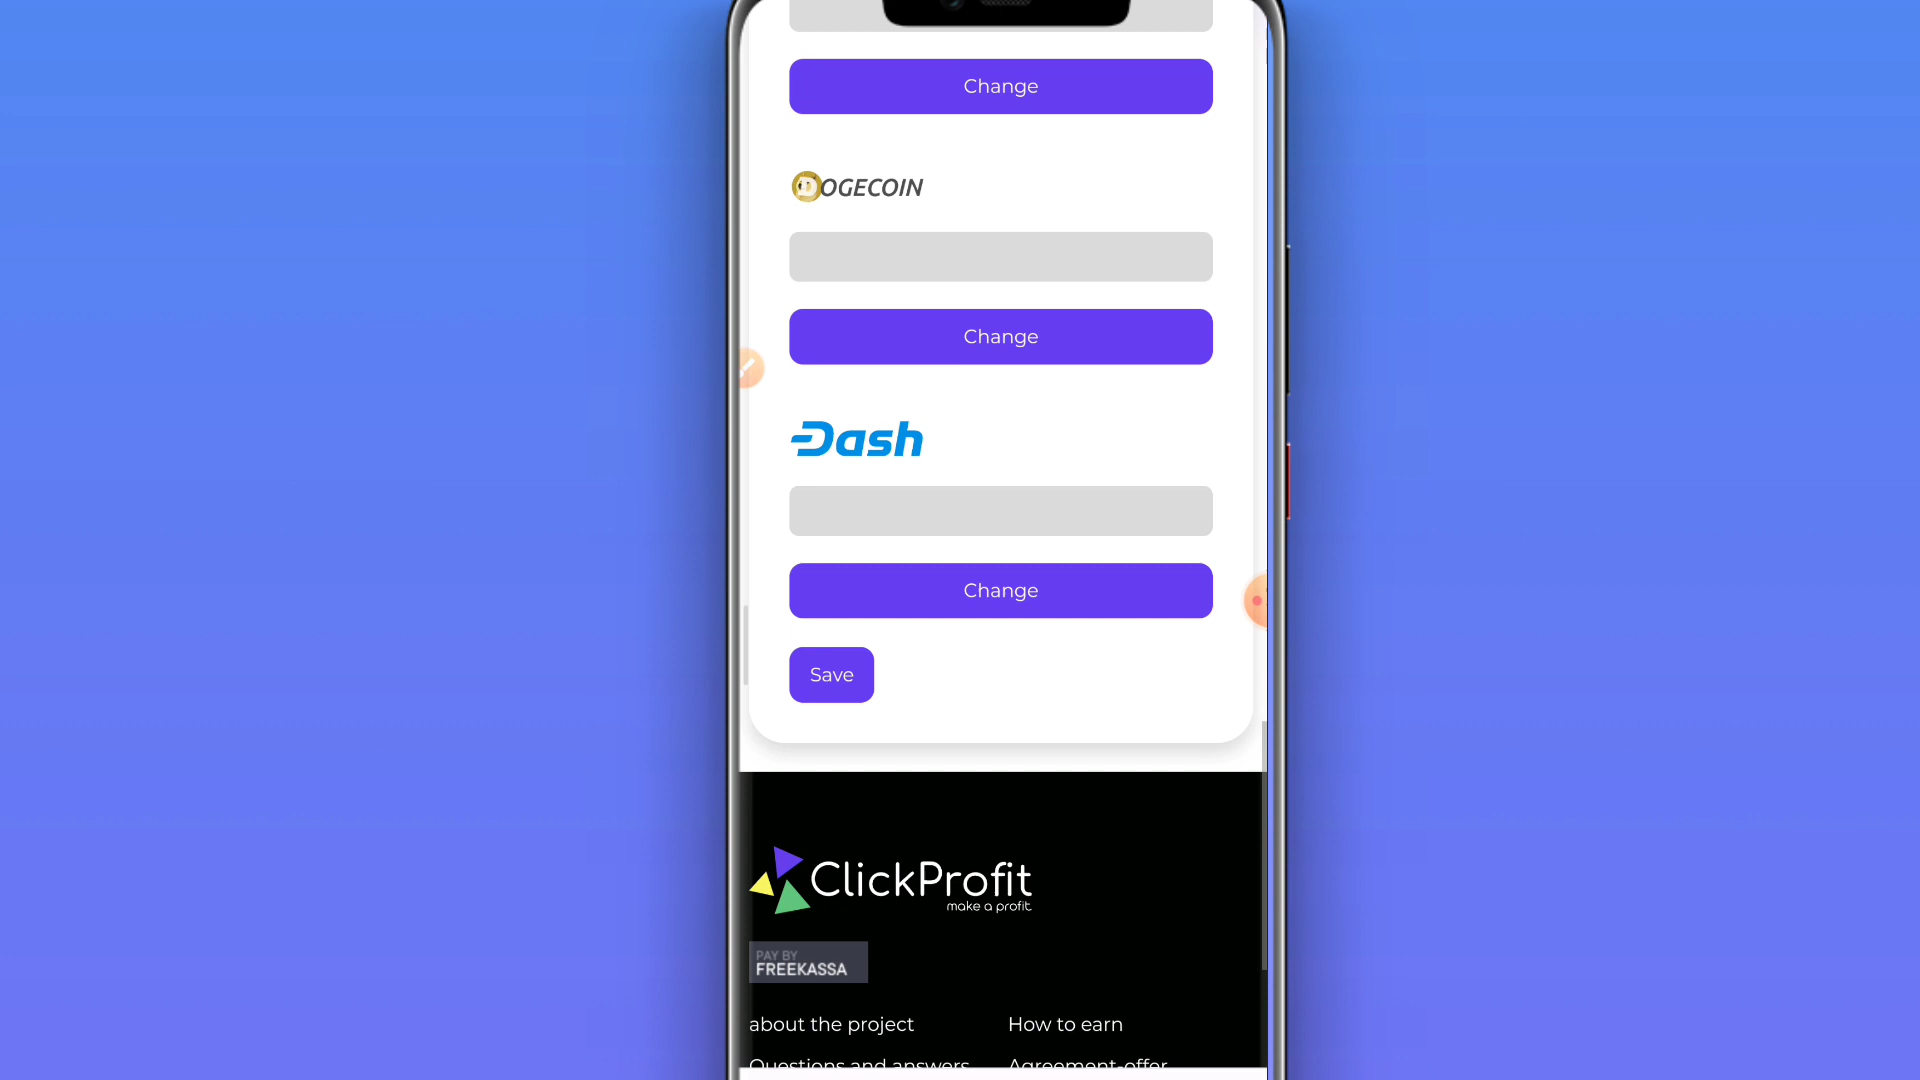 Change
DOGECOIN
Change
Dash
Change
Save
ClickProfit
make a profit
PAY BY
FREEKASSA
about the project
How to earn
Questions and answers
Agreement-offer